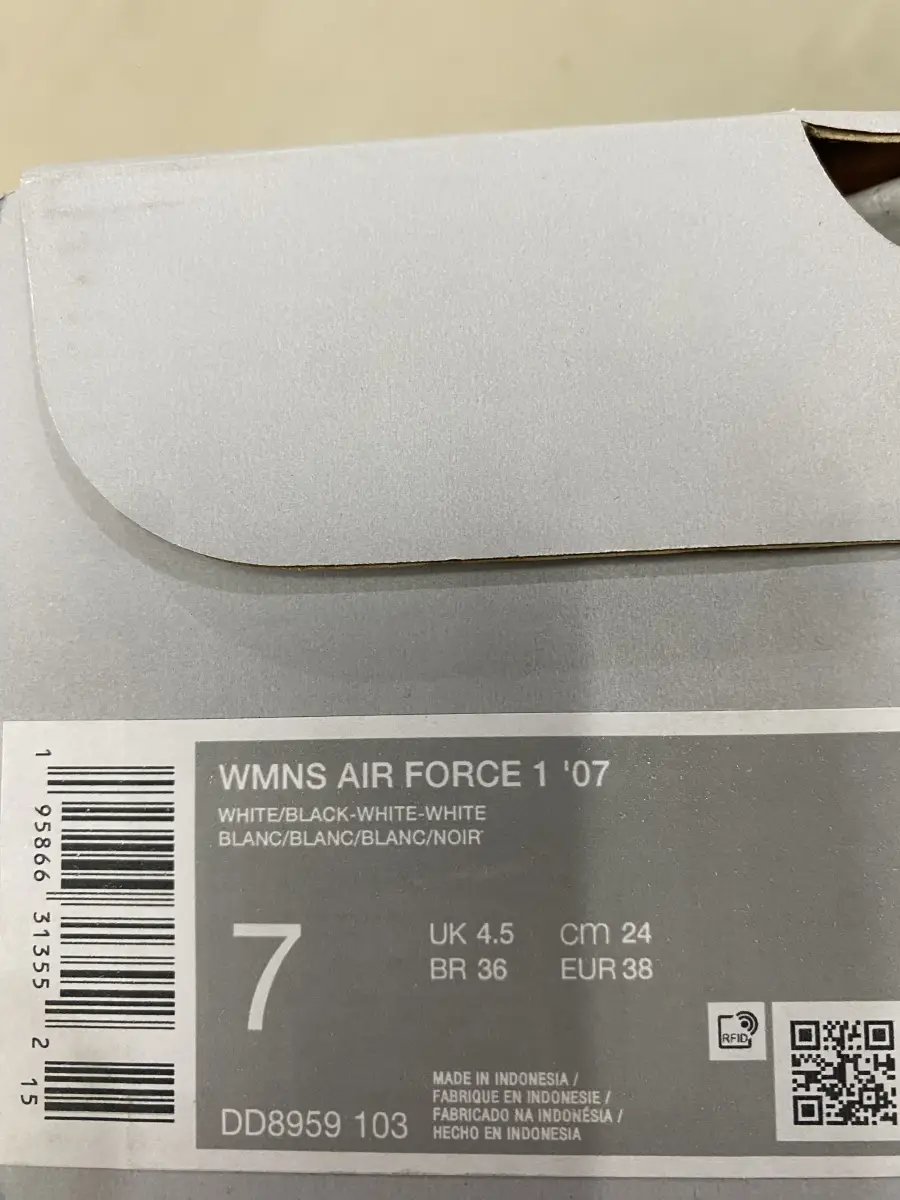 1 95866 31355 2 15
WMNS AIR FORCE 1 '07
WHITE/BLACK-WHITE-WHITE
BLANC/BLANC/BLANC/NOIR
7
UK 4.5 cm 24
BR 36 EUR 38
RFID
DD8959 103
MADE IN INDONESIA /
FABRIQUE EN INDONESIE /
FABRICADO NA INDONÉSIA /
HECHO EN INDONESIA